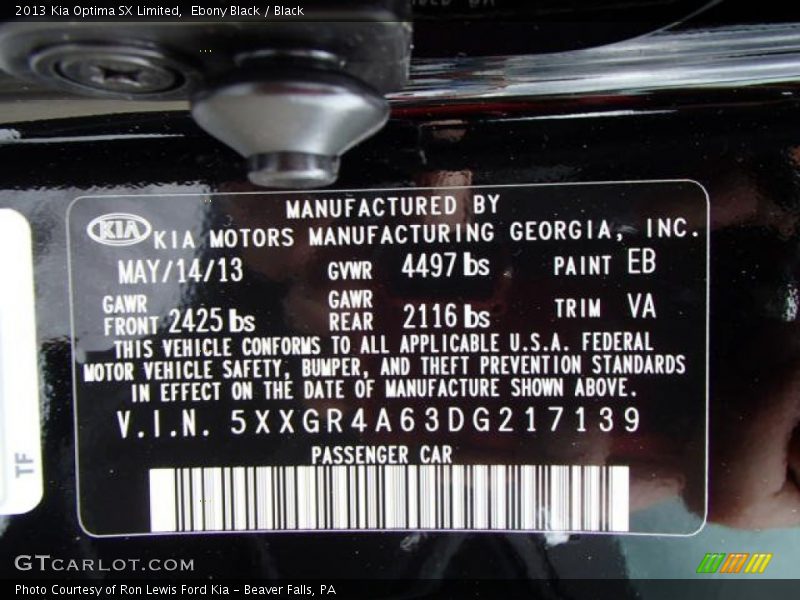 2013 Kia Optima SX Limited, Ebony Black / Black
MANUFACTURED BY
KIA KIA MOTORS MANUFACTURING GEORGIA, INC.
MAY/14/13 GVWR 4497 lbs PAINT EB
GAWR FRONT 2425 lbs GAWR REAR 2116 lbs TRIM VA
THIS VEHICLE CONFORMS TO ALL APPLICABLE U.S.A. FEDERAL
MOTOR VEHICLE SAFETY, BUMPER, AND THEFT PREVENTION STANDARDS
IN EFFECT ON THE DATE OF MANUFACTURE SHOWN ABOVE.
V.I.N. 5XXGR4A63DG217139
PASSENGER CAR
TF
GTCARLOT.COM
Photo Courtesy of Ron Lewis Ford Kia - Beaver Falls, PA